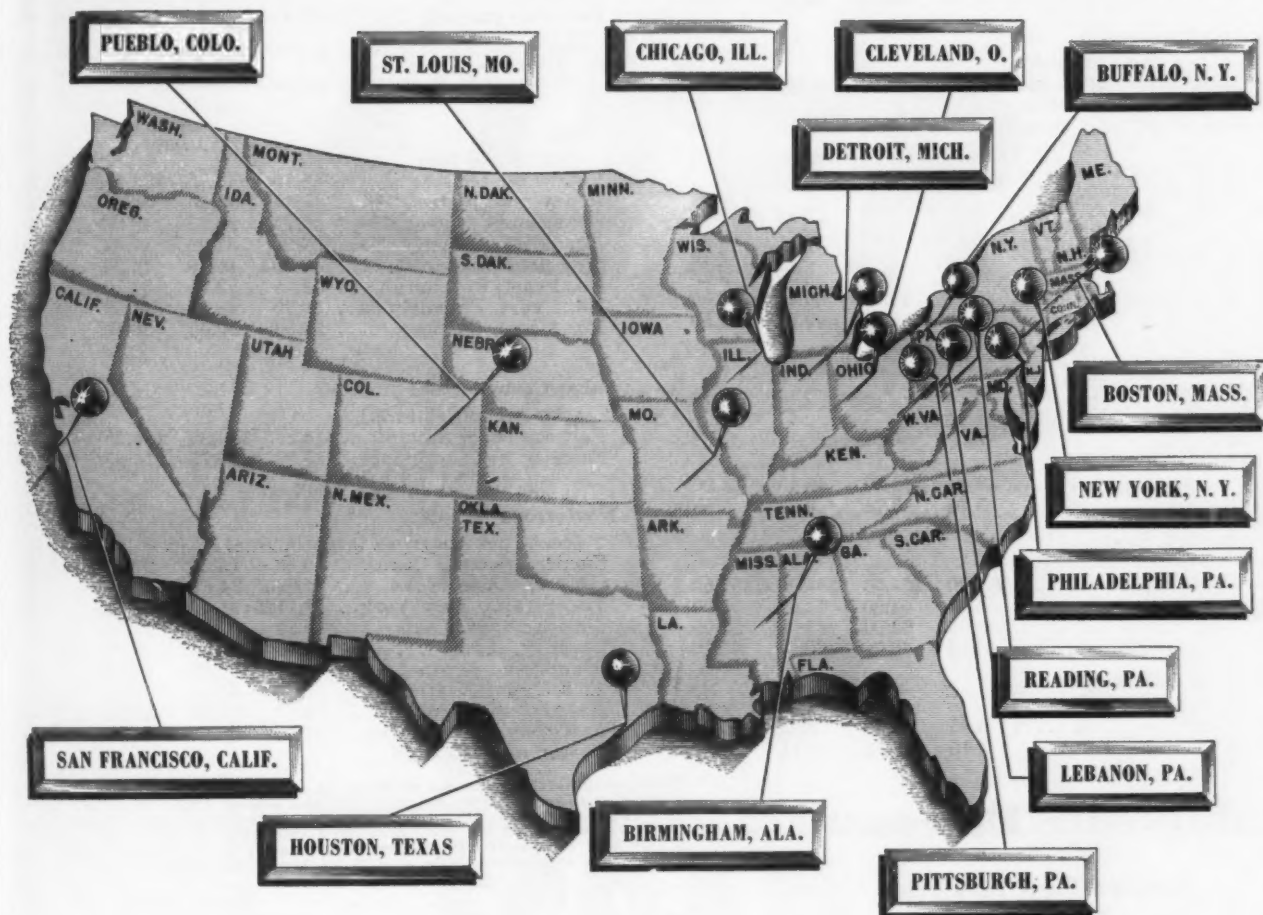 PUEBLO, COLO.
ST. LOUIS, MO.
CHICAGO, ILL.
CLEVELAND, O.
BUFFALO, N. Y.
DETROIT, MICH.
WASH.
MONT.
N. DAK.
MINN.
ME.
OREG.
IDA.
WIS.
N.Y.
VT.
N.H.
S. DAK.
WYO.
MICH.
MASS.
CONN.
CALIF.
NEV.
IOWA
NEBR.
UTAH
ILL.
IND.
OHIO
PA.
N.J.
MD.
COL.
MO.
KAN.
W.VA.
VA.
KEN.
BOSTON, MASS.
ARIZ.
N. MEX.
OKLA.
TEX.
ARK.
TENN.
N. CAR.
S. CAR.
NEW YORK, N. Y.
MISS.
ALA.
GA.
PHILADELPHIA, PA.
LA.
FLA.
READING, PA.
SAN FRANCISCO, CALIF.
LEBANON, PA.
HOUSTON, TEXAS
BIRMINGHAM, ALA.
PITTSBURGH, PA.